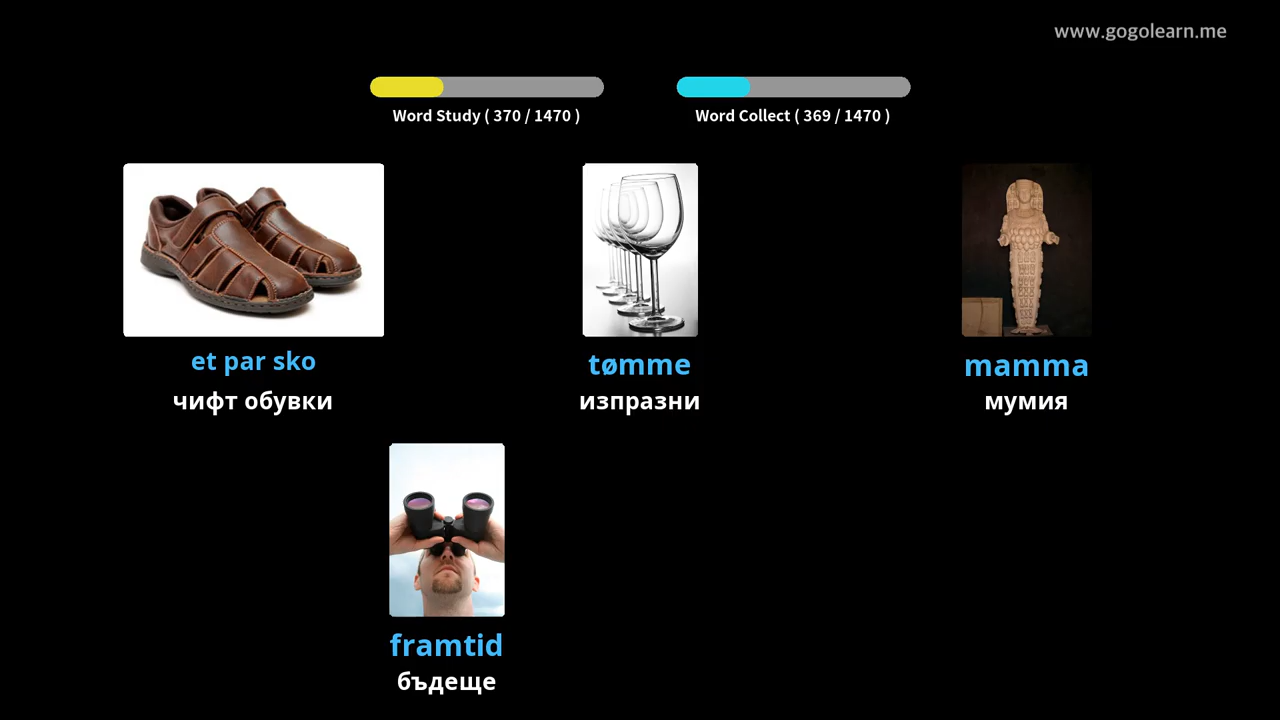 www.gogolearn.me
Word Study ( 370 / 1470 )
Word Collect ( 369 / 1470 )
et par sko
tømme
mamma
чифт обувки
изпразни
мумия
framtid
бъдеще